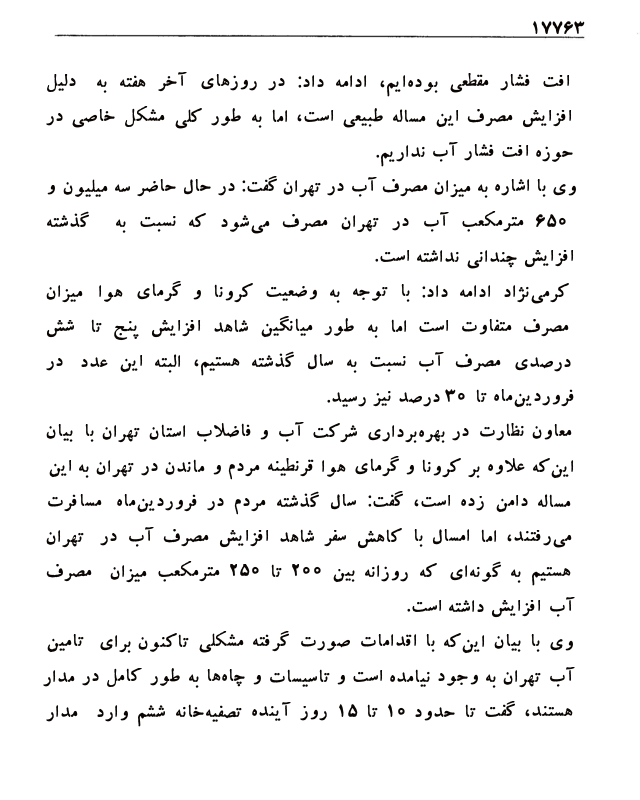 ۱۷۷۶۳
افت فشار مقطعی بوده‌ایم، ادامه داد: در روزهای آخر هفته به دلیل
افزایش مصرف این مساله طبیعی است، اما به طور کلی مشکل خاصی در
حوزه افت فشار آب نداریم.
وی با اشاره به میزان مصرف آب در تهران گفت: در حال حاضر سه میلیون و
۶۵۰ مترمکعب آب در تهران مصرف می‌شود که نسبت به گذشته
افزایش چندانی نداشته است.
کرمی‌نژاد ادامه داد: با توجه به وضعیت کرونا و گرمای هوا میزان
مصرف متفاوت است اما به طور میانگین شاهد افزایش پنج تا شش
درصدی مصرف آب نسبت به سال گذشته هستیم، البته این عدد در
فروردین‌ماه تا ۳۰ درصد نیز رسید.
معاون نظارت در بهره‌برداری شرکت آب و فاضلاب استان تهران با بیان
این‌که علاوه بر کرونا و گرمای هوا قرنطینه مردم و ماندن در تهران به این
مساله دامن زده است، گفت: سال گذشته مردم در فروردین‌ماه مسافرت
می‌رفتند، اما امسال با کاهش سفر شاهد افزایش مصرف آب در تهران
هستیم به گونه‌ای که روزانه بین ۲۰۰ تا ۲۵۰ مترمکعب میزان مصرف
آب افزایش داشته است.
وی با بیان این‌که با اقدامات صورت گرفته مشکلی تاکنون برای تامین
آب تهران به وجود نیامده است و تاسیسات و چاه‌ها به طور کامل در مدار
هستند، گفت تا حدود ۱۰ تا ۱۵ روز آینده تصفیه‌خانه ششم وارد مدار